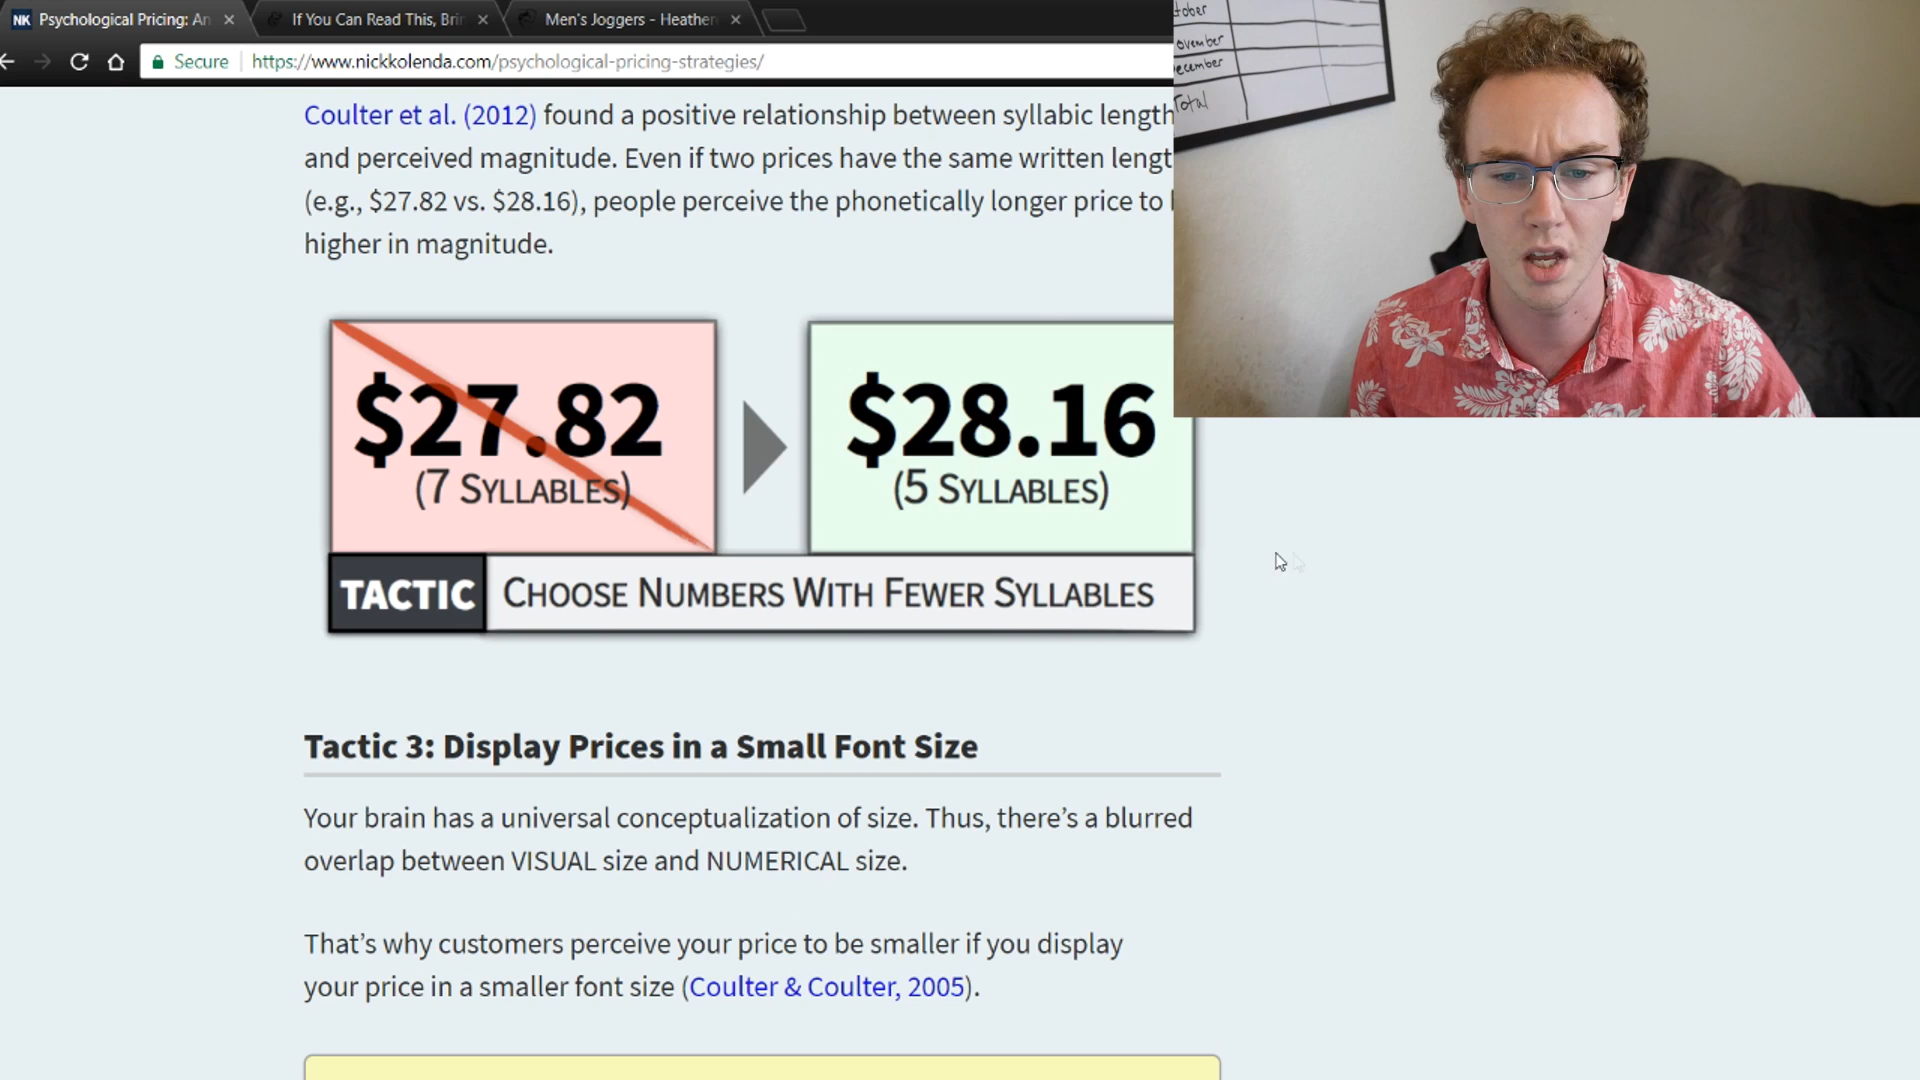 NK Psychological Pricing: An
If You Can Read This, Brin
Men's Joggers - Heather
Secure
https://www.nickkolenda.com/psychological-pricing-strategies/
tober
ovember
ecember
Total
Coulter et al. (2012) found a positive relationship between syllabic length
and perceived magnitude. Even if two prices have the same written lengt
(e.g., $27.82 vs. $28.16), people perceive the phonetically longer price to
higher in magnitude.
$27.82
(7 SYLLABLES)
$28.16
(5 SYLLABLES)
TACTIC CHOOSE NUMBERS WITH FEWER SYLLABLES
Tactic 3: Display Prices in a Small Font Size
Your brain has a universal conceptualization of size. Thus, there’s a blurred
overlap between VISUAL size and NUMERICAL size.
That’s why customers perceive your price to be smaller if you display
your price in a smaller font size (Coulter & Coulter, 2005).